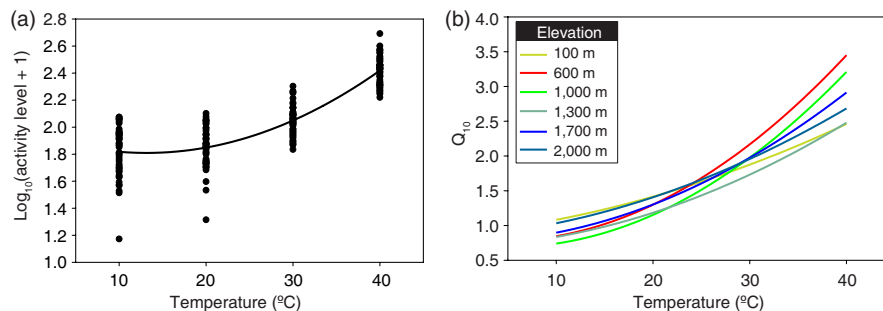 (a)
2.8
2.6
2.4
2.2
2.0
1.8
1.6
1.4
1.2
1.0
Log10(activity level + 1)
10
20
30
40
Temperature (ºC)
(b)
4.0
3.5
3.0
2.5
2.0
1.5
1.0
0.5
Q10
Elevation
100 m
600 m
1,000 m
1,300 m
1,700 m
2,000 m
10
20
30
40
Temperature (ºC)